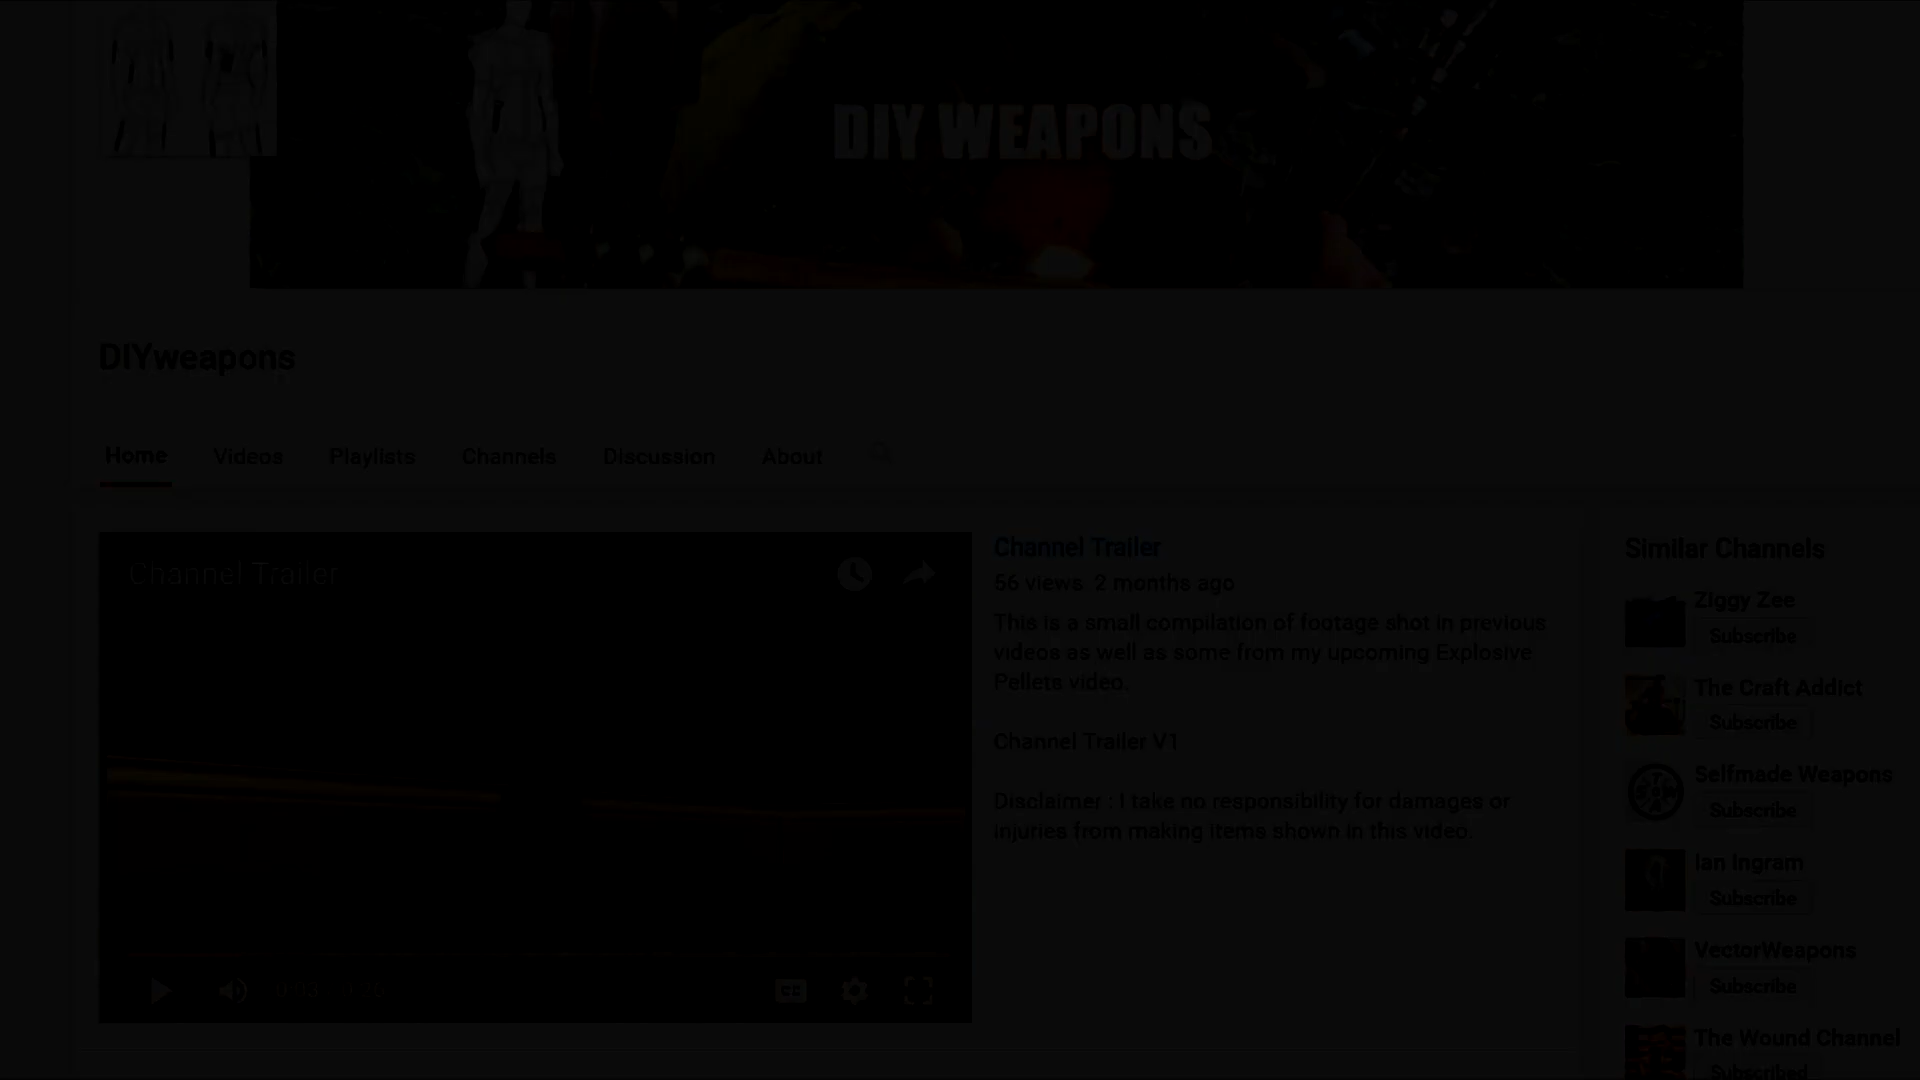 DIY WEAPONS
DIYweapons
Home Videos Playlists Channels Discussion About
Channel Trailer
Channel Trailer
56 views 2 months ago
This is a small compilation of footage shot in previous
videos as well as some from my upcoming Explosive
Pellets video.
Channel Trailer V1
Disclaimer : I take no responsibility for damages or
injuries from making items shown in this video.
CC
Similar Channels
Ziggy Zee
Subscribe
The Craft Addict
Subscribe
Selfmade Weapons
Subscribe
Ian Ingram
Subscribe
VectorWeapons
Subscribe
The Wound Channel
Subscribed